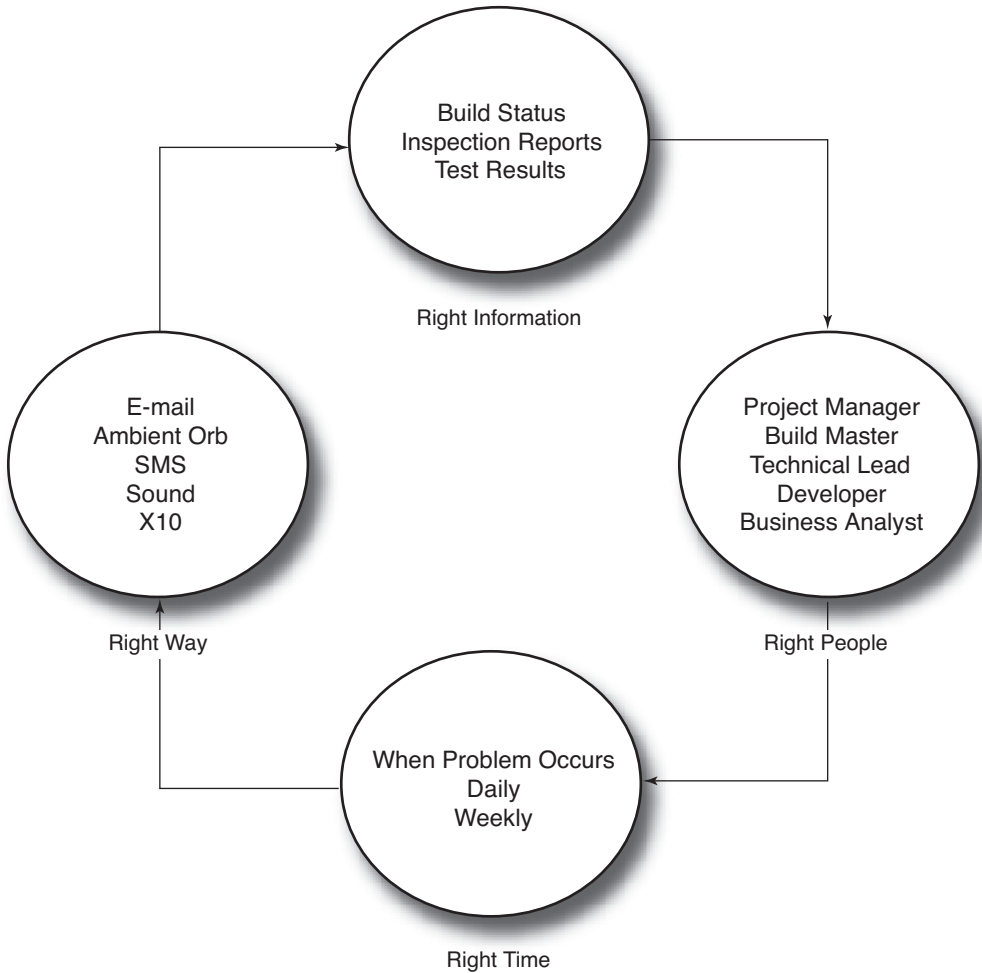 Build Status
Inspection Reports
Test Results
Right Information
E-mail
Ambient Orb
SMS
Sound
X10
Right Way
Project Manager
Build Master
Technical Lead
Developer
Business Analyst
Right People
When Problem Occurs
Daily
Weekly
Right Time